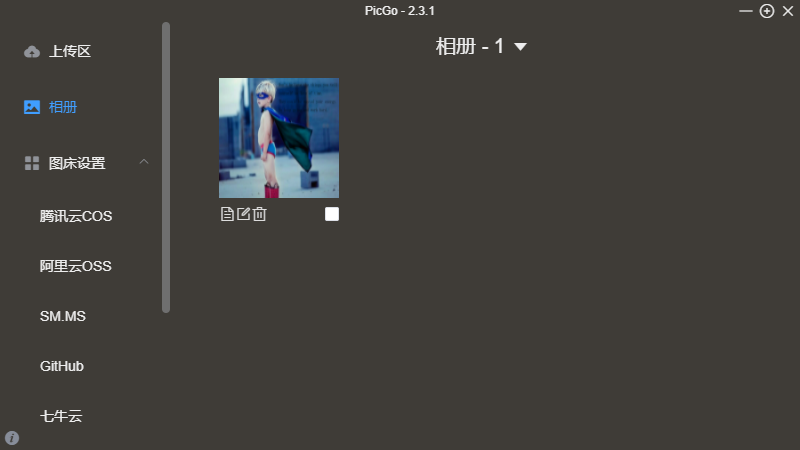 PicGo - 2.3.1
上传区
相册
图床设置
腾讯云COS
阿里云OSS
SM.MS
GitHub
七牛云
相册 - 1